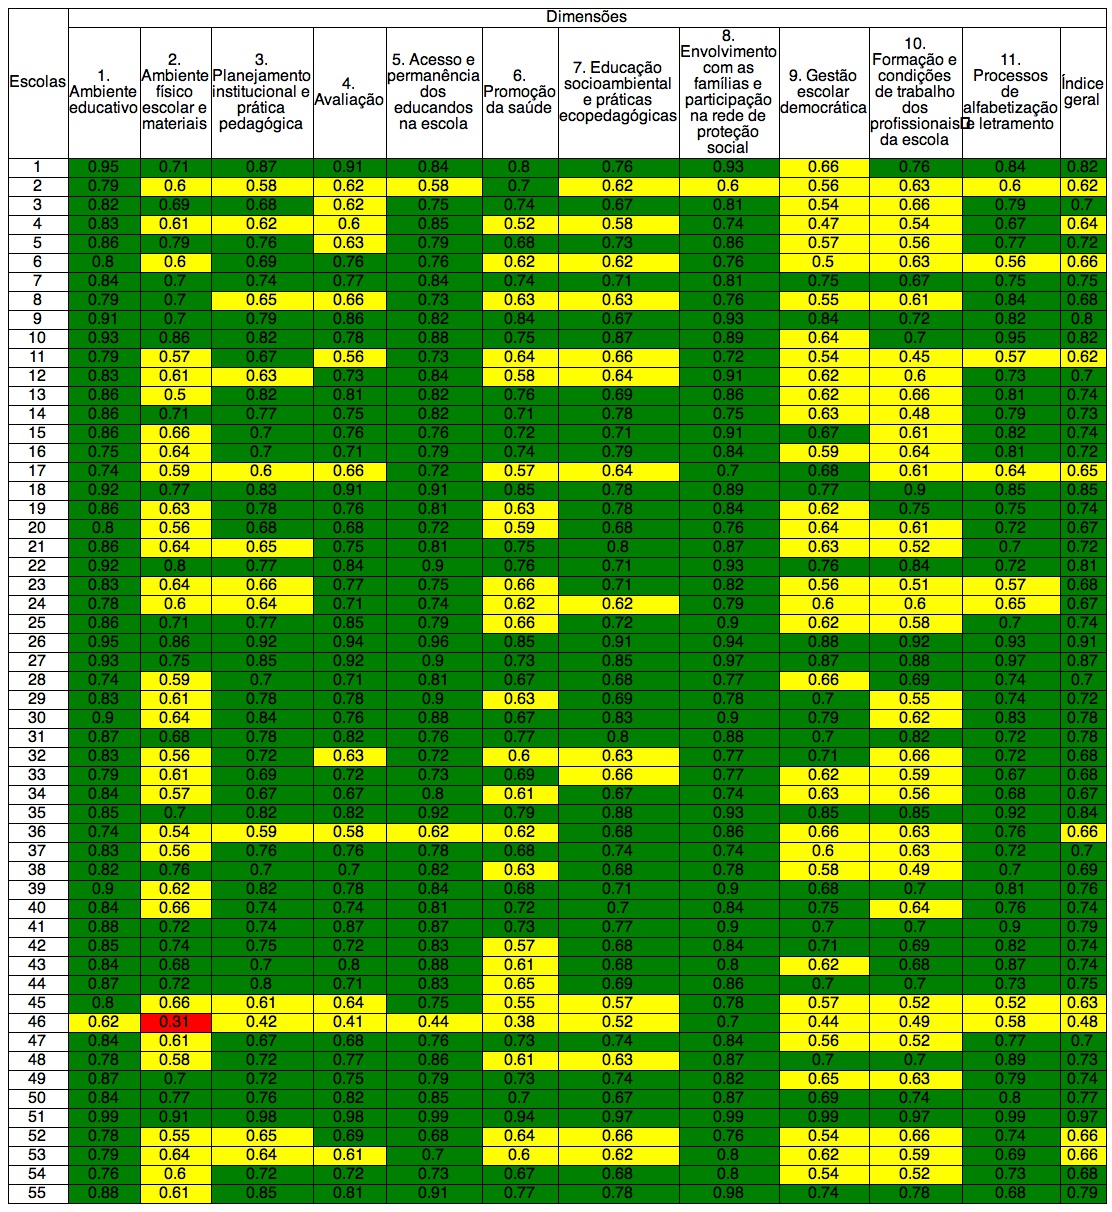 Dimensões
Escolas
1. Ambiente educativo
2. Ambiente físico escolar e materiais
3. Planejamento institucional e prática pedagógica
4. Avaliação
5. Acesso e permanência dos educandos na escola
6. Promoção da saúde
7. Educação socioambiental e práticas ecopedagógicas
8. Envolvimento com as famílias e participação na rede de proteção social
9. Gestão escolar democrática
10. Formação e condições de trabalho dos profissionais da escola
11. Processos de alfabetização e letramento
Índice geral
1 0.95 0.71 0.87 0.91 0.84 0.8 0.76 0.93 0.66 0.76 0.84 0.82
2 0.79 0.6 0.58 0.62 0.58 0.7 0.62 0.6 0.56 0.63 0.6 0.62
3 0.82 0.69 0.68 0.62 0.75 0.74 0.67 0.81 0.54 0.66 0.79 0.7
4 0.83 0.61 0.62 0.6 0.75 0.52 0.58 0.74 0.47 0.54 0.67 0.64
5 0.86 0.79 0.76 0.63 0.79 0.68 0.73 0.86 0.57 0.56 0.77 0.72
6 0.8 0.6 0.69 0.76 0.76 0.62 0.62 0.76 0.5 0.63 0.56 0.66
7 0.84 0.7 0.74 0.77 0.84 0.74 0.71 0.81 0.75 0.67 0.75 0.75
8 0.79 0.7 0.65 0.66 0.73 0.63 0.63 0.76 0.55 0.61 0.84 0.68
9 0.91 0.7 0.79 0.86 0.82 0.84 0.67 0.93 0.84 0.72 0.82 0.8
10 0.93 0.86 0.82 0.78 0.88 0.75 0.87 0.89 0.64 0.7 0.95 0.82
11 0.79 0.57 0.67 0.56 0.73 0.64 0.66 0.72 0.54 0.45 0.57 0.62
12 0.83 0.61 0.63 0.73 0.84 0.58 0.64 0.91 0.62 0.6 0.73 0.7
13 0.86 0.5 0.82 0.81 0.82 0.76 0.69 0.86 0.62 0.66 0.81 0.74
14 0.86 0.71 0.77 0.75 0.82 0.71 0.78 0.75 0.63 0.48 0.79 0.73
15 0.86 0.66 0.7 0.76 0.76 0.72 0.71 0.91 0.67 0.61 0.82 0.74
16 0.75 0.64 0.7 0.71 0.79 0.74 0.79 0.84 0.59 0.64 0.81 0.72
17 0.74 0.59 0.6 0.66 0.72 0.57 0.64 0.7 0.68 0.61 0.64 0.65
18 0.92 0.77 0.83 0.91 0.91 0.85 0.78 0.89 0.77 0.9 0.85 0.85
19 0.86 0.63 0.78 0.76 0.81 0.63 0.78 0.84 0.62 0.75 0.75 0.74
20 0.8 0.56 0.68 0.68 0.72 0.59 0.68 0.76 0.64 0.61 0.72 0.67
21 0.86 0.64 0.65 0.75 0.81 0.75 0.8 0.87 0.63 0.52 0.7 0.72
22 0.92 0.8 0.77 0.84 0.9 0.76 0.71 0.93 0.76 0.84 0.72 0.81
23 0.83 0.64 0.66 0.77 0.75 0.66 0.71 0.82 0.56 0.51 0.57 0.68
24 0.78 0.6 0.64 0.71 0.74 0.62 0.62 0.79 0.6 0.6 0.65 0.67
25 0.86 0.71 0.77 0.85 0.79 0.66 0.72 0.9 0.62 0.58 0.7 0.74
26 0.95 0.86 0.92 0.94 0.96 0.85 0.91 0.94 0.88 0.92 0.93 0.91
27 0.93 0.75 0.85 0.92 0.9 0.73 0.85 0.97 0.87 0.88 0.97 0.87
28 0.74 0.59 0.7 0.71 0.81 0.67 0.68 0.77 0.66 0.69 0.74 0.7
29 0.83 0.61 0.78 0.78 0.9 0.63 0.69 0.78 0.7 0.55 0.74 0.72
30 0.9 0.64 0.84 0.76 0.88 0.67 0.83 0.9 0.79 0.62 0.83 0.78
31 0.87 0.68 0.78 0.82 0.76 0.77 0.8 0.88 0.7 0.82 0.72 0.78
32 0.83 0.56 0.72 0.63 0.72 0.6 0.63 0.77 0.71 0.66 0.72 0.68
33 0.79 0.61 0.69 0.72 0.73 0.69 0.66 0.77 0.62 0.59 0.67 0.68
34 0.84 0.57 0.67 0.67 0.8 0.61 0.67 0.74 0.63 0.56 0.68 0.67
35 0.85 0.7 0.82 0.82 0.92 0.79 0.88 0.93 0.85 0.85 0.92 0.84
36 0.74 0.54 0.59 0.58 0.62 0.62 0.68 0.86 0.66 0.63 0.76 0.66
37 0.83 0.56 0.76 0.76 0.78 0.68 0.74 0.74 0.6 0.63 0.72 0.7
38 0.82 0.76 0.7 0.7 0.82 0.63 0.68 0.78 0.58 0.49 0.7 0.69
39 0.9 0.62 0.82 0.78 0.84 0.68 0.71 0.9 0.68 0.7 0.81 0.76
40 0.84 0.66 0.74 0.74 0.81 0.72 0.7 0.84 0.75 0.64 0.76 0.74
41 0.88 0.72 0.74 0.87 0.87 0.73 0.77 0.9 0.7 0.7 0.9 0.79
42 0.85 0.74 0.75 0.72 0.83 0.57 0.68 0.84 0.71 0.69 0.82 0.74
43 0.84 0.68 0.7 0.8 0.88 0.61 0.68 0.8 0.62 0.68 0.87 0.74
44 0.87 0.72 0.8 0.71 0.83 0.65 0.69 0.86 0.7 0.7 0.73 0.75
45 0.8 0.66 0.61 0.64 0.75 0.55 0.57 0.78 0.57 0.52 0.52 0.63
46 0.62 0.31 0.42 0.41 0.44 0.38 0.52 0.7 0.44 0.49 0.58 0.48
47 0.84 0.61 0.67 0.68 0.76 0.73 0.74 0.84 0.56 0.52 0.77 0.7
48 0.78 0.58 0.72 0.77 0.86 0.61 0.63 0.87 0.7 0.7 0.89 0.73
49 0.87 0.7 0.72 0.75 0.79 0.73 0.74 0.82 0.65 0.63 0.79 0.74
50 0.84 0.77 0.76 0.82 0.85 0.7 0.67 0.87 0.69 0.74 0.8 0.77
51 0.99 0.91 0.98 0.98 0.99 0.94 0.97 0.99 0.99 0.97 0.99 0.97
52 0.78 0.55 0.65 0.69 0.68 0.64 0.66 0.76 0.54 0.66 0.74 0.66
53 0.79 0.64 0.64 0.61 0.7 0.6 0.62 0.8 0.62 0.59 0.69 0.66
54 0.76 0.6 0.72 0.72 0.73 0.67 0.68 0.8 0.54 0.52 0.73 0.68
55 0.88 0.61 0.85 0.81 0.91 0.77 0.78 0.98 0.74 0.78 0.68 0.79